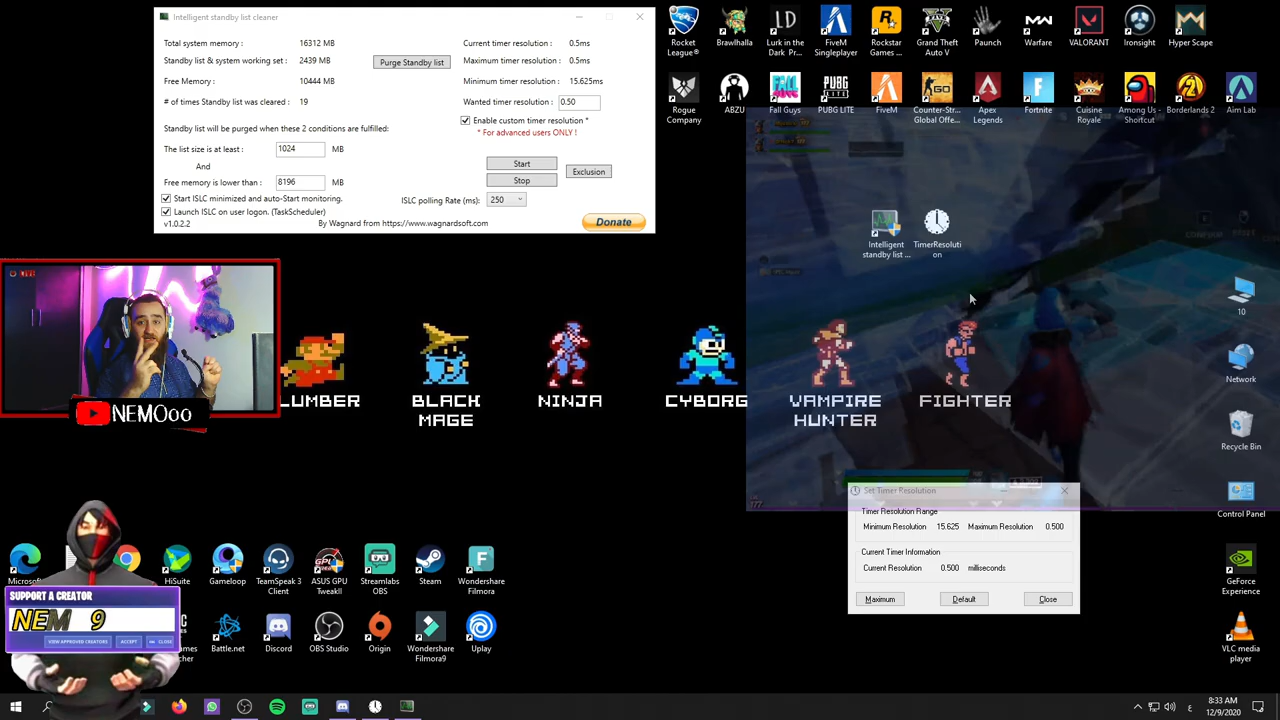 Intelligent standby list cleaner
Total system memory : 16312 MB
Standby list & system working set : 2439 MB
Purge Standby list
Free Memory : 10444 MB
# of times Standby list was cleared : 19
Standby list will be purged when these 2 conditions are fulfilled:
The list size is at least : 1024 MB
And
Free memory is lower than : 8196 MB
Start ISLC minimized and auto-Start monitoring.
Launch ISLC on user logon. (TaskScheduler)
v1.0.2.2
By Wagnard from https://www.wagnardsoft.com
Current timer resolution : 0.5ms
Maximum timer resolution : 0.5ms
Minimum timer resolution : 15.625ms
Wanted timer resolution : 0.50
Enable custom timer resolution *
* For advanced users ONLY !
Start
Stop
Exclusion
ISLC polling Rate (ms): 250
Donate
Rocket League®
Brawlhalla
Lurk in the Dark Pr...
FiveM Singleplayer
Rockstar Games ...
Grand Theft Auto V
Paunch
Warfare
VALORANT
Ironsight
Hyper Scape
Rogue Company
ABZU
Fall Guys
PUBG LITE
FiveM
Counter-Str... Global Offe...
Apex Legends
Fortnite
Cuisine Royale
Among Us - Shortcut
Borderlands 2
Aim Lab
Intelligent standby list ...
TimerResoluti on
10
Network
Recycle Bin
Control Panel
GeForce Experience
VLC media player
LIVE
NEMOoo
LUMBER
BLACK MAGE
NINJA
CYBORG
VAMPIRE HUNTER
FIGHTER
Set Timer Resolution
Timer Resolution Range
Minimum Resolution 15.625 Maximum Resolution 0.500
Current Timer Information
Current Resolution 0.500 milliseconds
Maximum
Default
Close
Microsof
HiSuite
Gameloop
TeamSpeak 3 Client
ASUS GPU TweakII
Streamlabs OBS
Steam
Wondershare Filmora
SUPPORT A CREATOR
NEM 9
VIEW APPROVED CREATORS
ACCEPT
CLOSE
Battle.net
Discord
OBS Studio
Origin
Wondershare Filmora9
Uplay
8:33 AM
12/9/2020